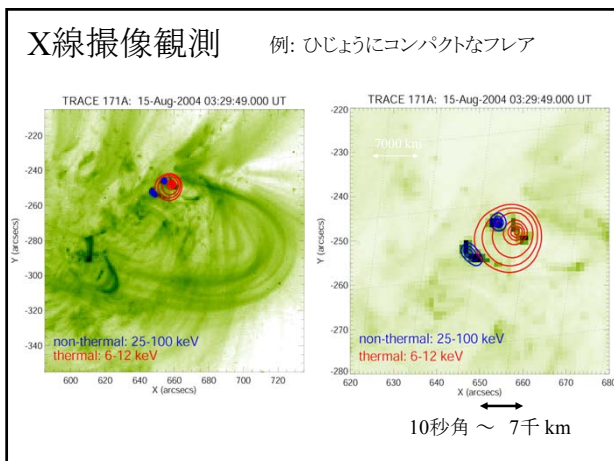 X線撮像観測 例: ひじょうにコンパクトなフレア
TRACE 171A: 15-Aug-2004 03:29:49.000 UT
-220
-240
-260
-280
-300
-320
-340
Y (arcsecs)
non-thermal: 25-100 keV
thermal: 6-12 keV
600 620 640 660 680 700 720
X (arcsecs)
TRACE 171A: 15-Aug-2004 03:29:49.000 UT
-220
7000 km
-230
-240
-250
-260
-270
-280
Y (arcsecs)
non-thermal: 25-100 keV
thermal: 6-12 keV
620 630 640 650 660 670 680
X (arcsecs)
10秒角 ～ 7千 km